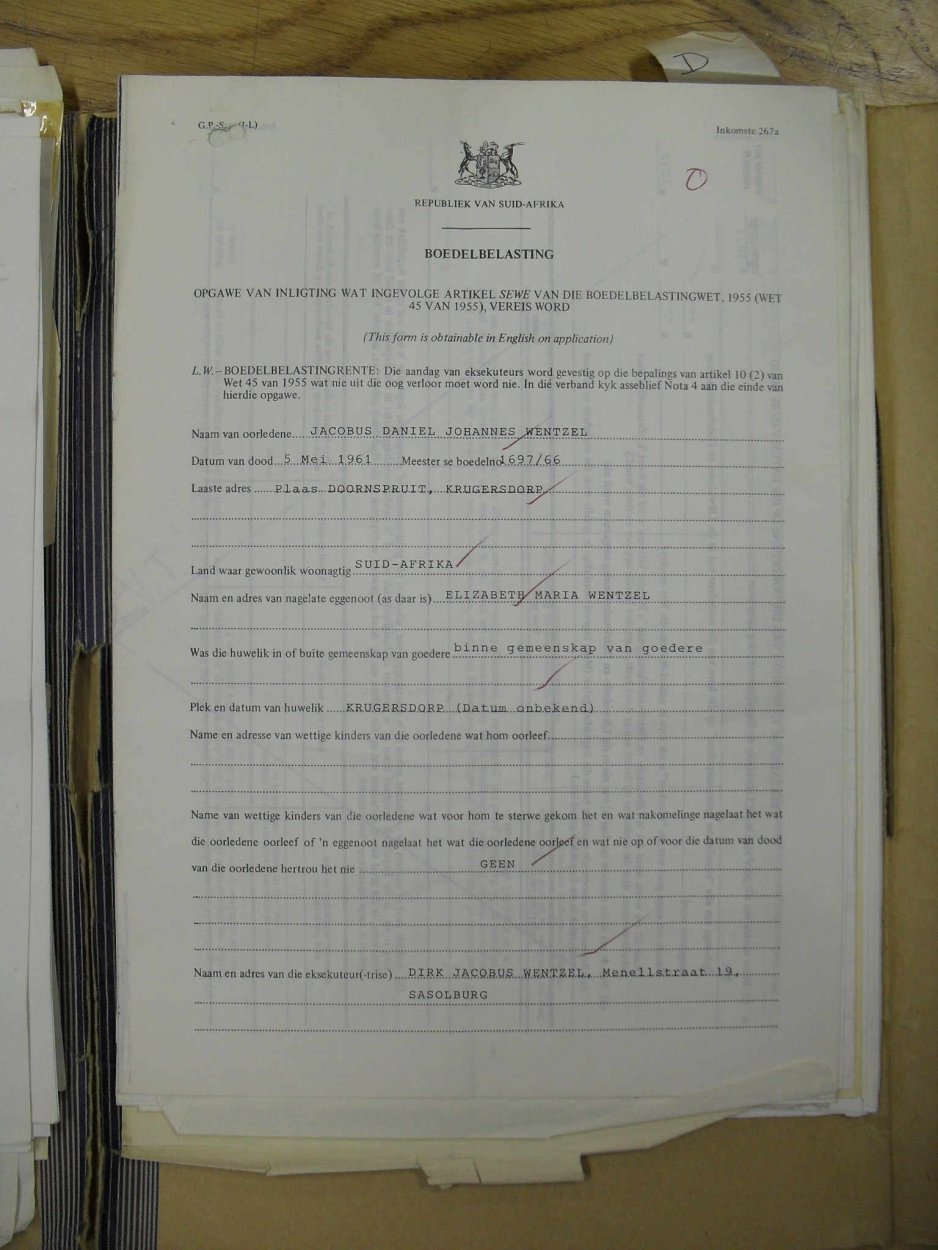 D
G.P.-S.
Inkomste 267a
O
REPUBLIEK VAN SUID-AFRIKA
BOEDELBELASTING
OPGAWE VAN INLIGTING WAT INGEVOLGE ARTIKEL SEWE VAN DIE BOEDELBELASTINGWET, 1955 (WET
45 VAN 1955), VEREIS WORD
(This form is obtainable in English on application)
L.W.–BOEDELBELASTINGRENTE: Die aandag van eksekuteurs word gevestig op die bepalings van artikel 10 (2) van
Wet 45 van 1955 wat nie uit die oog verloor moet word nie. In dié verband kyk asseblief Nota 4 aan die einde van
hierdie opgawe.
Naam van oorledene JACOBUS DANIEL JOHANNES WENTZEL
Datum van dood 5 Mei 1961 Meester se boedelno 1697/66
Laaste adres Plaas DOORNSPRUIT, KRUGERSDORP
Land waar gewoonlik woonagtig SUID-AFRIKA
Naam en adres van nagelate eggenoot (as daar is) ELIZABETH MARIA WENTZEL
Was die huwelik in of buite gemeenskap van goedere binne gemeenskap van goedere
Plek en datum van huwelik KRUGERSDORP (Datum onbekend)
Name en adresse van wettige kinders van die oorledene wat hom oorleef
Name van wettige kinders van die oorledene wat voor hom te sterwe gekom het en wat nakomelinge nagelaat het wat
die oorledene oorleef of 'n eggenoot nagelaat het wat die oorledene oorleef en wat nie op of voor die datum van dood
van die oorledene hertrou het nie GEEN
Naam en adres van die eksekuteur(-trise) DIRK JACOBUS WENTZEL, Menellstraat 19,
SASOLBURG